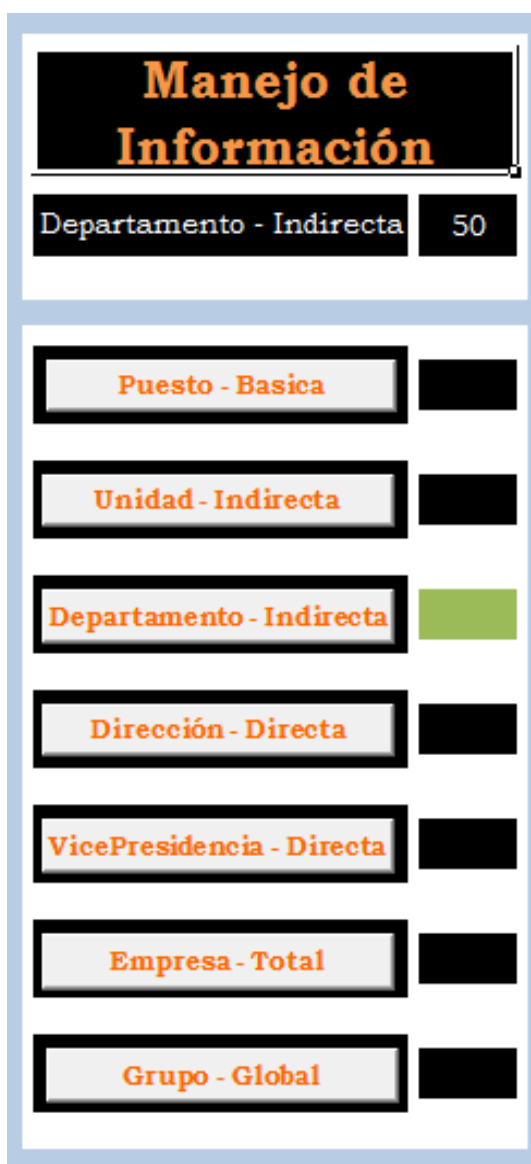 Manejo de
Información
Departamento - Indirecta 50
Puesto - Basica
Unidad - Indirecta
Departamento - Indirecta
Dirección - Directa
VicePresidencia - Directa
Empresa - Total
Grupo - Global